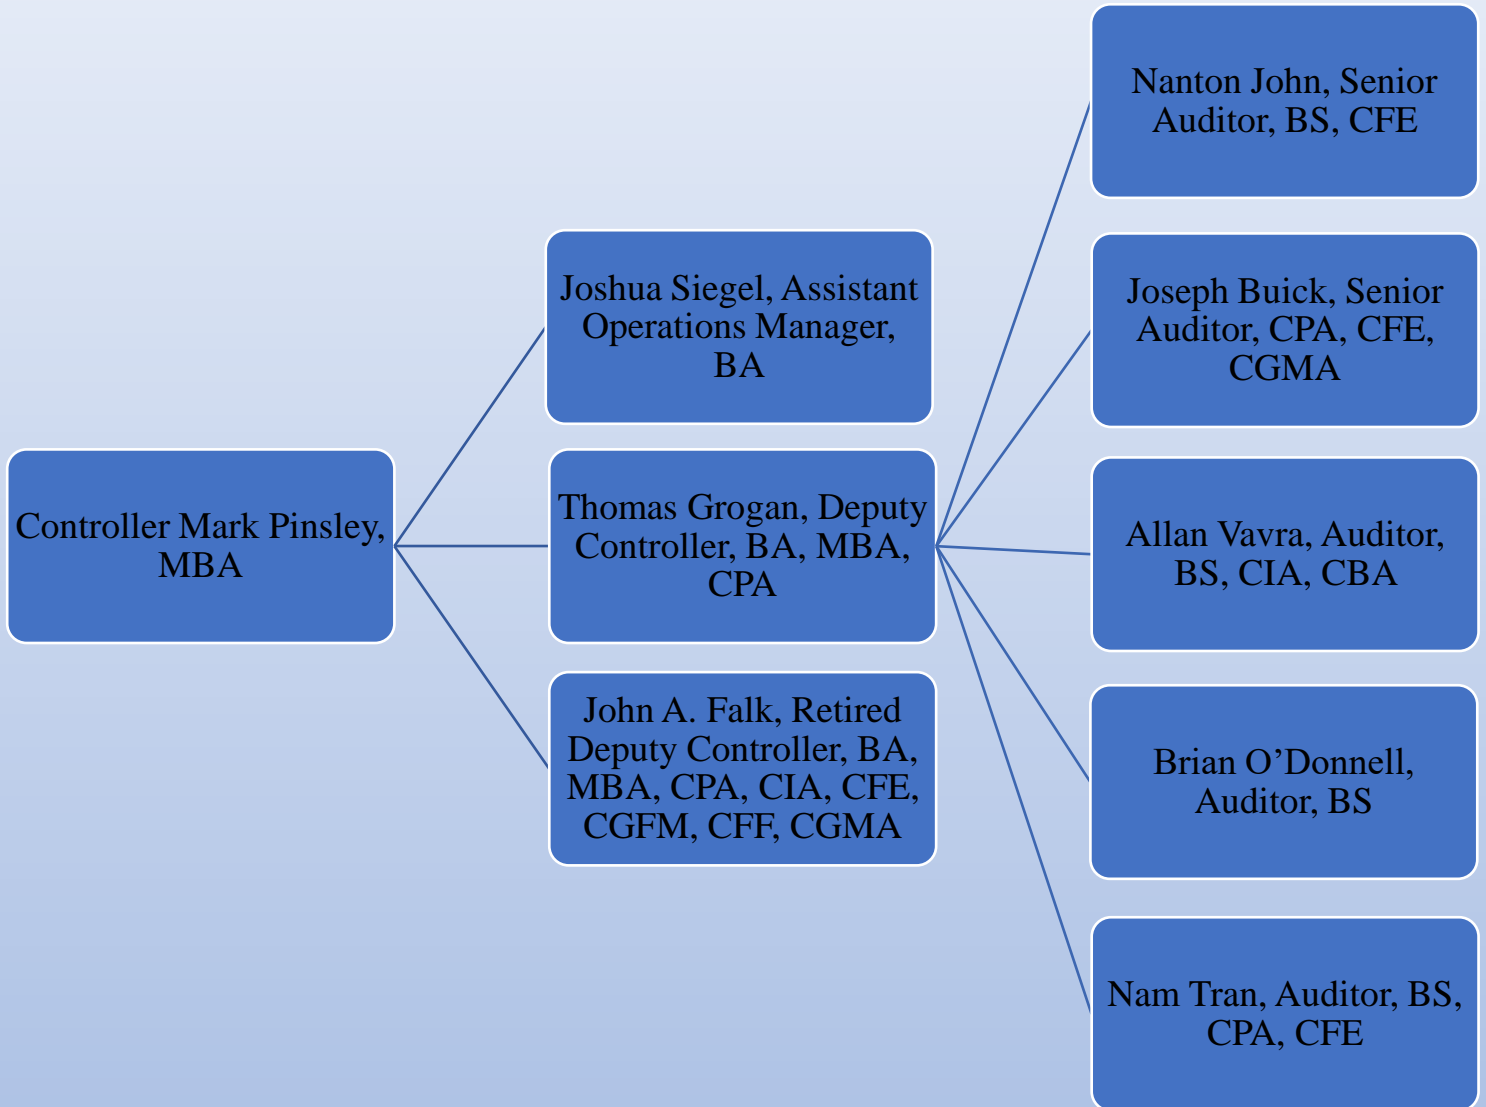 Controller Mark Pinsley,
MBA
Joshua Siegel, Assistant
Operations Manager,
BA
Thomas Grogan, Deputy
Controller, BA, MBA,
CPA
John A. Falk, Retired
Deputy Controller, BA,
MBA, CPA, CIA, CFE,
CGFM, CFF, CGMA
Nanton John, Senior
Auditor, BS, CFE
Joseph Buick, Senior
Auditor, CPA, CFE,
CGMA
Allan Vavra, Auditor,
BS, CIA, CBA
Brian O’Donnell,
Auditor, BS
Nam Tran, Auditor, BS,
CPA, CFE